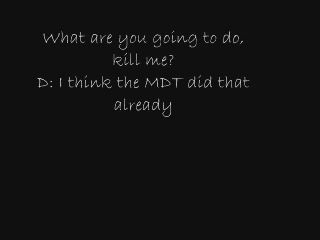 What are you going to do,
kill me?
D: I think the MDT did that
already